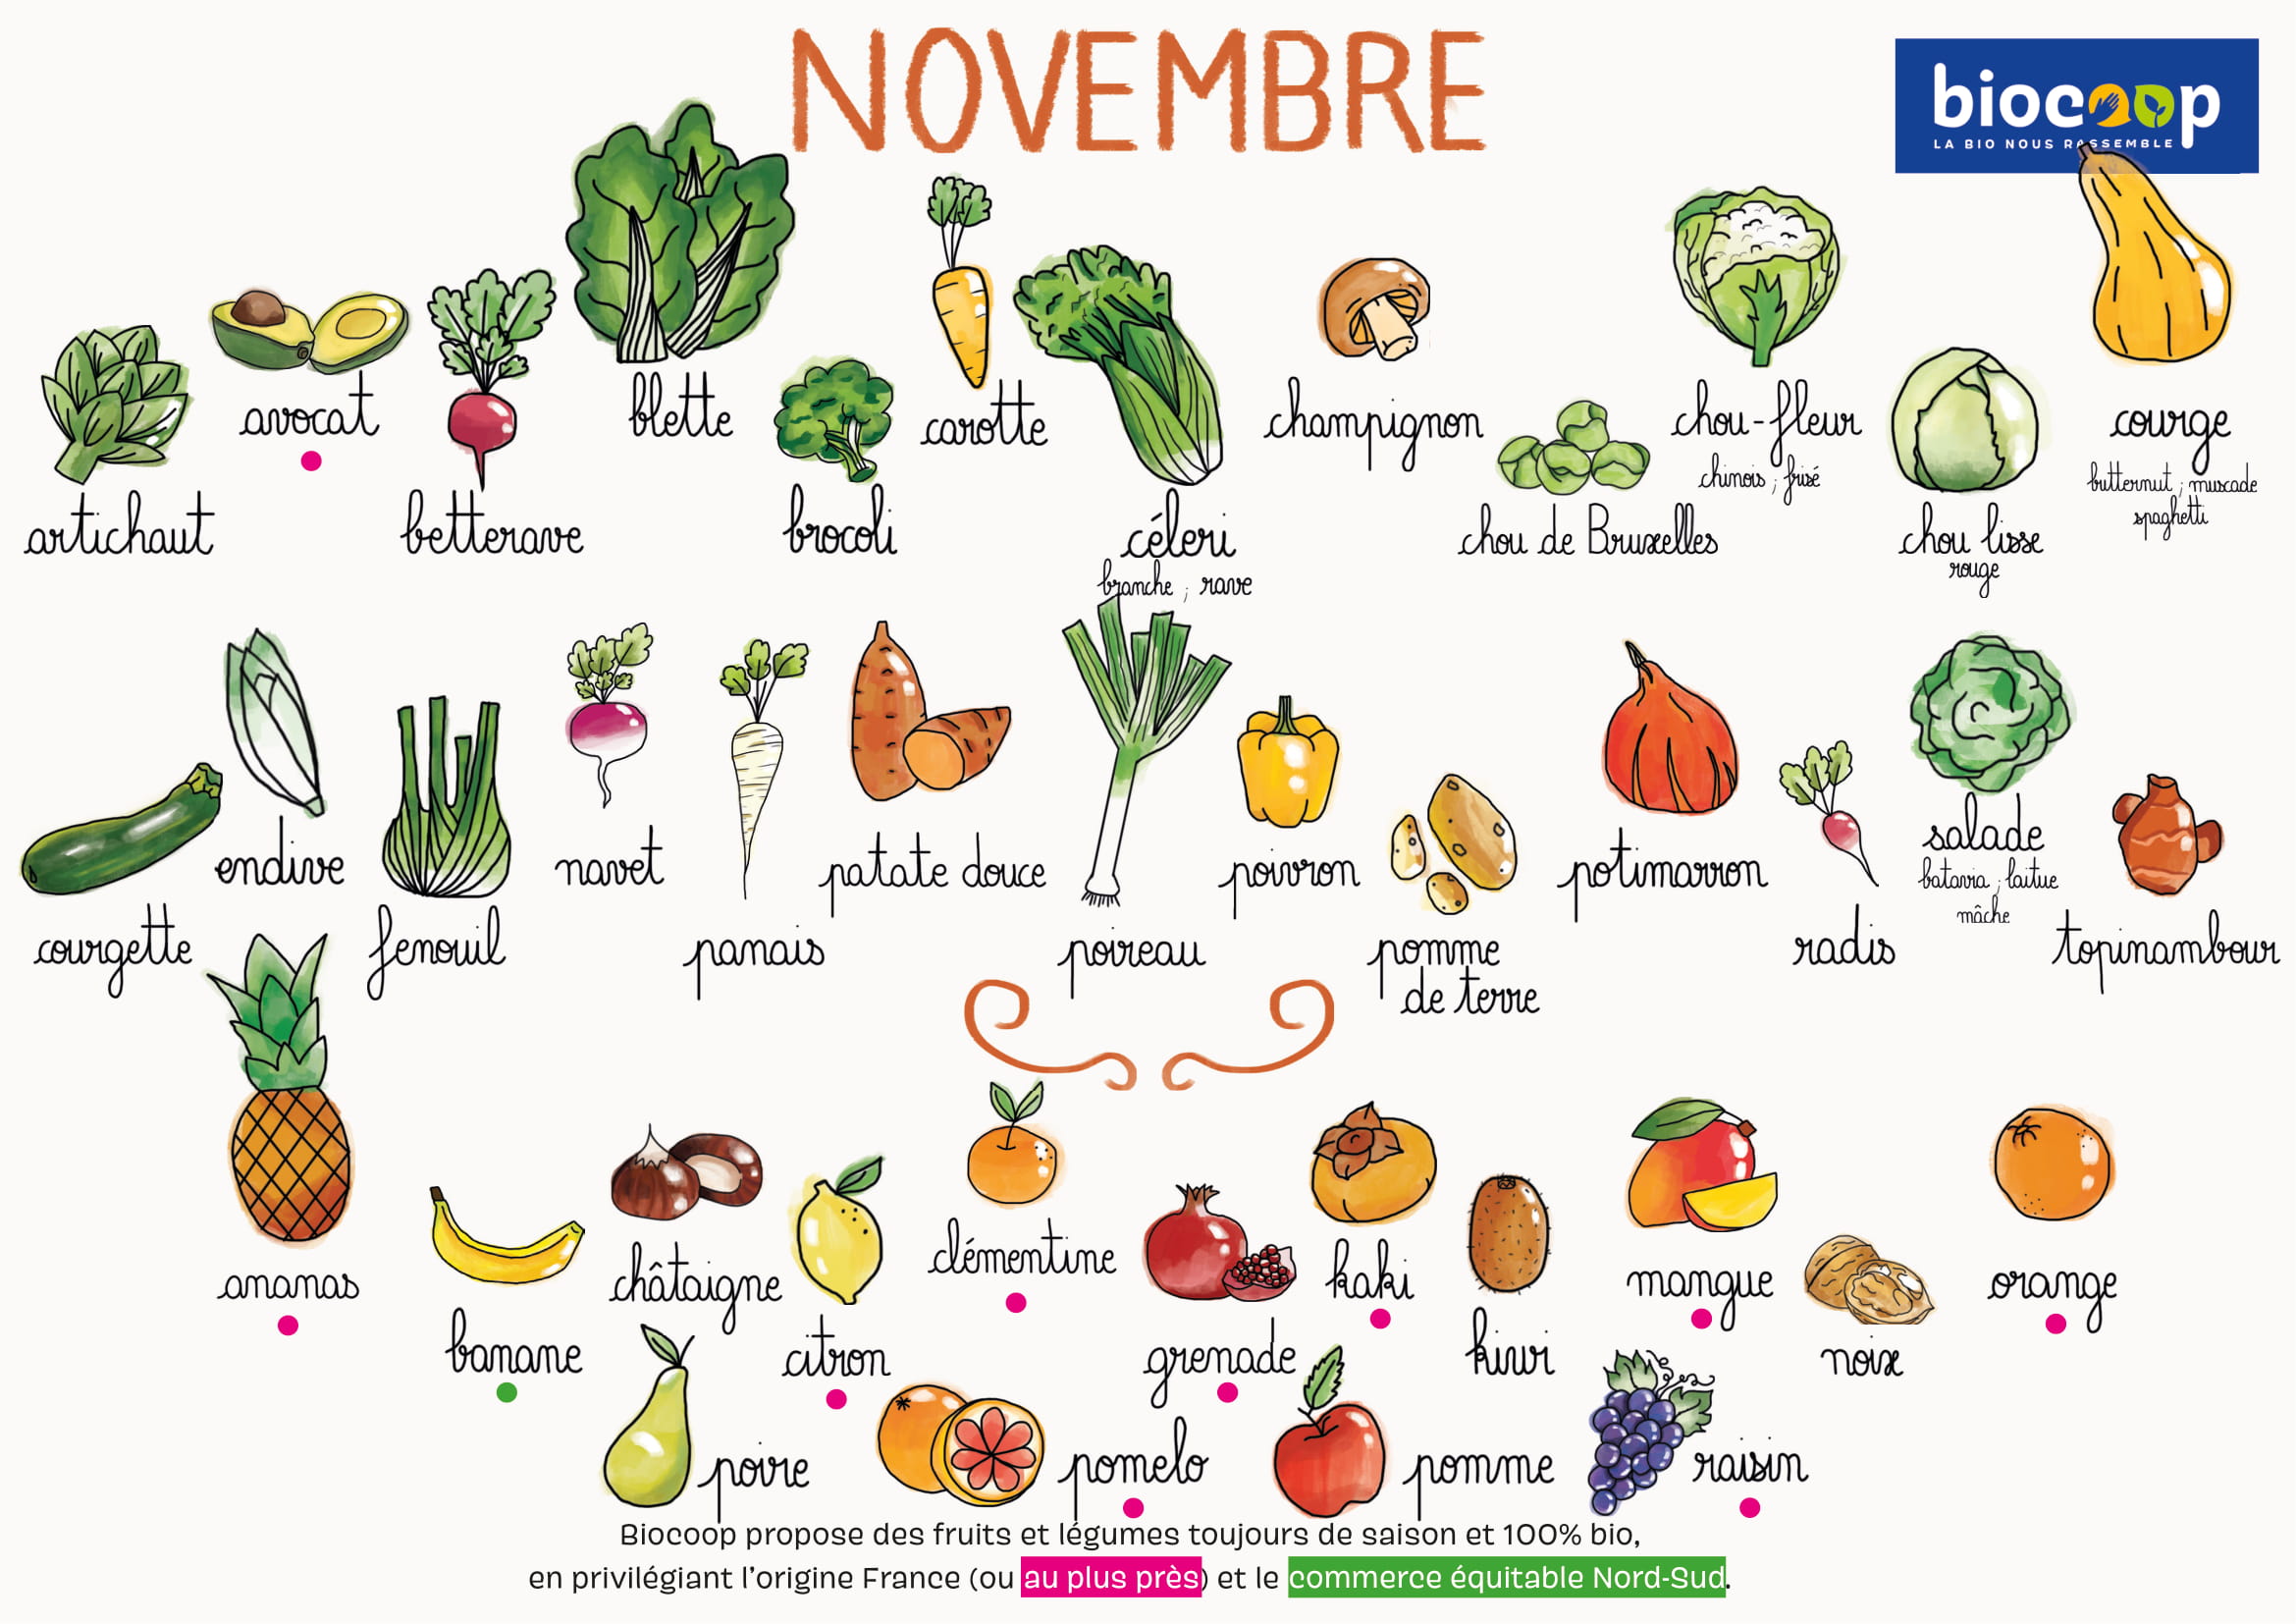 NOVEMBRE
biocoop
LA BIO NOUS RASSEMBLE
artichaut
avocat
betterave
blette
brocoli
carotte
céleri
branche ; rave
champignon
chou de Bruxelles
chou-fleur
chinois ; frisé
chou lisse
rouge
courge
butternut ; muscade
spaghetti
courgette
endive
fenouil
navet
panais
patate douce
poireau
poivron
pomme
de terre
potimarron
radis
salade
batavia ; laitue
mâche
topinambour
ananas
banane
châtaigne
citron
clémentine
grenade
kaki
kiwi
mangue
noix
orange
poire
pomelo
pomme
raisin
Biocoop propose des fruits et légumes toujours de saison et 100% bio,
en privilégiant l'origine France (ou au plus près) et le commerce équitable Nord-Sud.